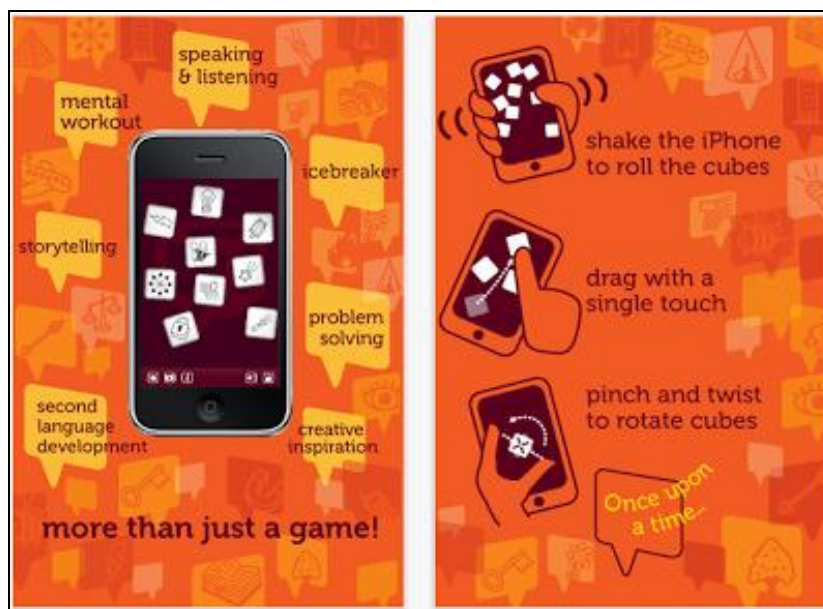 speaking
& listening
mental
workout
icebreaker
storytelling
problem
solving
second
language
development
creative
inspiration
more than just a game!
shake the iPhone
to roll the cubes
drag with a
single touch
pinch and twist
to rotate cubes
Once upon
a time..